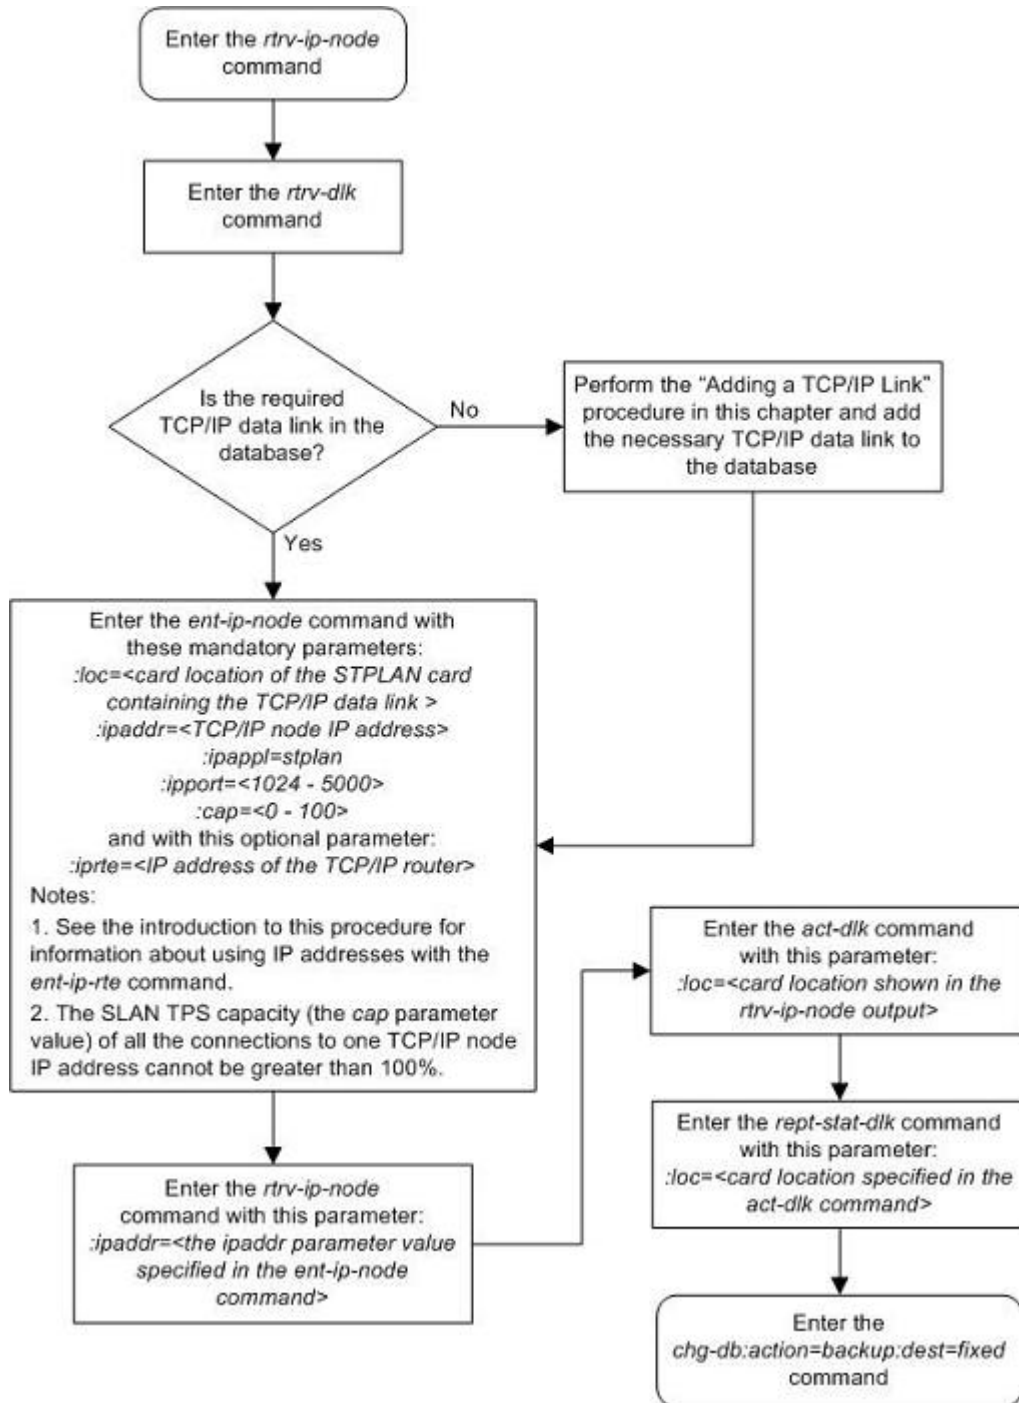 Enter the rtrv-ip-node
command
Enter the rtrv-dlk
command
Is the required
TCP/IP data link in the
database?
No
Perform the “Adding a TCP/IP Link”
procedure in this chapter and add
the necessary TCP/IP data link to
the database
Yes
Enter the ent-ip-node command with
these mandatory parameters:
:loc=<card location of the STPLAN card
containing the TCP/IP data link >
:ipaddr=<TCP/IP node IP address>
:ipappl=stplan
:ipport=<1024 - 5000>
:cap=<0 - 100>
and with this optional parameter:
:iprte=<IP address of the TCP/IP router>
Notes:
1. See the introduction to this procedure for
information about using IP addresses with the
ent-ip-rte command.
2. The SLAN TPS capacity (the cap parameter
value) of all the connections to one TCP/IP node
IP address cannot be greater than 100%.
Enter the rtrv-ip-node
command with this parameter:
:ipaddr=<the ipaddr parameter value
specified in the ent-ip-node
command>
Enter the act-dlk command
with this parameter:
:loc=<card location shown in the
rtrv-ip-node output>
Enter the rept-stat-dlk command
with this parameter:
:loc=<card location specified in the
act-dlk command>
Enter the
chg-db:action=backup:dest=fixed
command